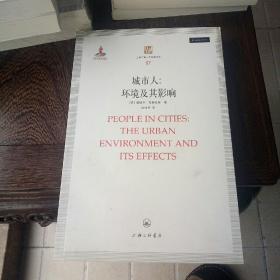 57
城市人:
环境及其影响
PEOPLE IN CITIES:
THE URBAN
ENVIRONMENT AND
ITS EFFECTS
上海三联书店